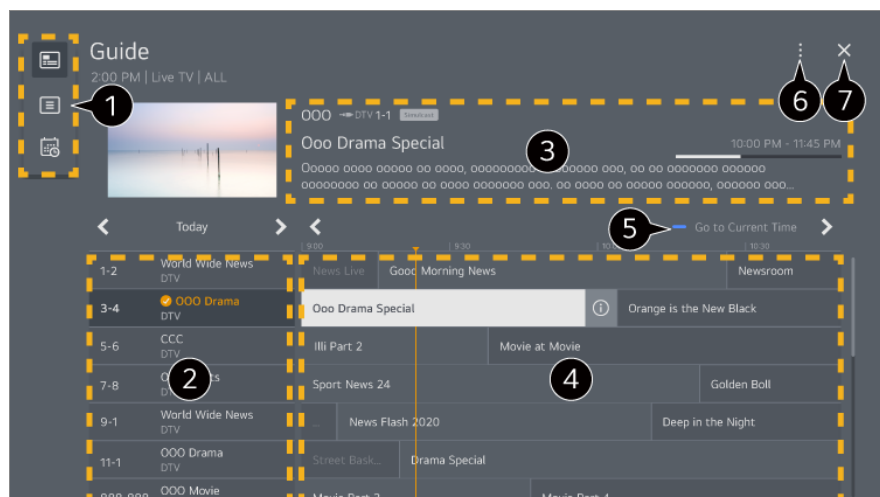 Guide
2:00 PM | Live TV | ALL
6
7
1
OOO DTV 1-1 Simulcast
Ooo Drama Special
3
10:00 PM - 11:45 PM
Today
5
Go to Current Time
9:00
9:30
10:30
1-2 World Wide News
DTV
News Live
Good Morning News
Newsroom
3-4 OOO Drama
DTV
Ooo Drama Special
Orange is the New Black
5-6 CCC
DTV
Illi Part 2
Movie at Movie
7-8
2
Sport News 24
4
Golden Boll
9-1 World Wide News
DTV
...
News Flash 2020
Deep in the Night
11-1 OOO Drama
DTV
Street Bask...
Drama Special
OOO Movie